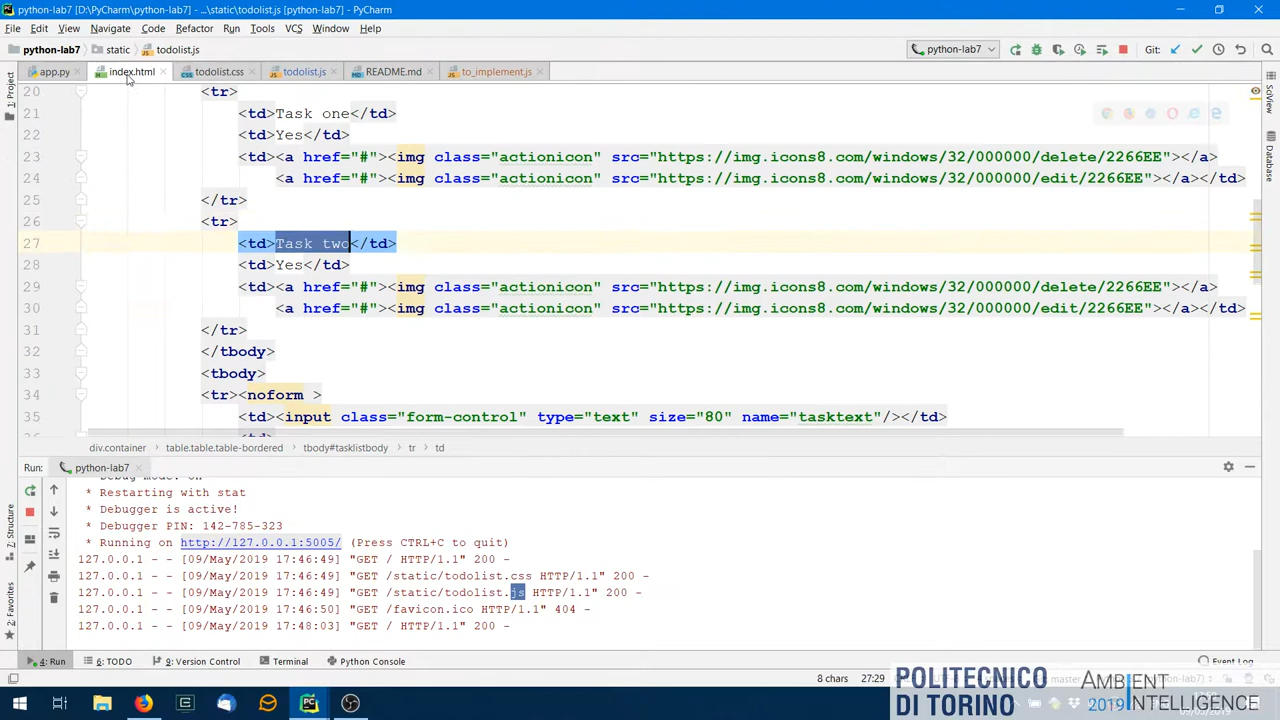 python-lab7 [D:\PyCharm\python-lab7] - ...\static\todolist.js [python-lab7] - PyCharm
File Edit View Navigate Code Refactor Run Tools VCS Window Help
python-lab7 static todolist.js python-lab7 Git:
app.py index.html todolist.css todolist.js README.md to_implement.js
1: Project
SciView
Database
20 <tr>
21 <td>Task one</td>
22 <td>Yes</td>
23 <td><a href="#"><img class="actionicon" src="https://img.icons8.com/windows/32/000000/delete/2266EE"></a>
24 <a href="#"><img class="actionicon" src="https://img.icons8.com/windows/32/000000/edit/2266EE"></a></td>
25 </tr>
26 <tr>
27 <td>Task two</td>
28 <td>Yes</td>
29 <td><a href="#"><img class="actionicon" src="https://img.icons8.com/windows/32/000000/delete/2266EE"></a>
30 <a href="#"><img class="actionicon" src="https://img.icons8.com/windows/32/000000/edit/2266EE"></a></td>
31 </tr>
32 </tbody>
33 <tbody>
34 <tr><noform >
35 <td><input class="form-control" type="text" size="80" name="tasktext"/></td>
div.container table.table.table-bordered tbody#tasklistbody tr td
Run: python-lab7
* Restarting with stat
* Debugger is active!
* Debugger PIN: 142-785-323
* Running on http://127.0.0.1:5005/ (Press CTRL+C to quit)
127.0.0.1 - - [09/May/2019 17:46:49] "GET / HTTP/1.1" 200 -
127.0.0.1 - - [09/May/2019 17:46:49] "GET /static/todolist.css HTTP/1.1" 200 -
127.0.0.1 - - [09/May/2019 17:46:49] "GET /static/todolist.js HTTP/1.1" 200 -
127.0.0.1 - - [09/May/2019 17:46:50] "GET /favicon.ico HTTP/1.1" 404 -
127.0.0.1 - - [09/May/2019 17:48:03] "GET / HTTP/1.1" 200 -
7: Structure
2: Favorites
4: Run 6: TODO 9: Version Control Terminal Python Console Event Log
8 chars 27:29
POLITECNICO
DI TORINO
AMBIENT
2019 INTELLIGENCE